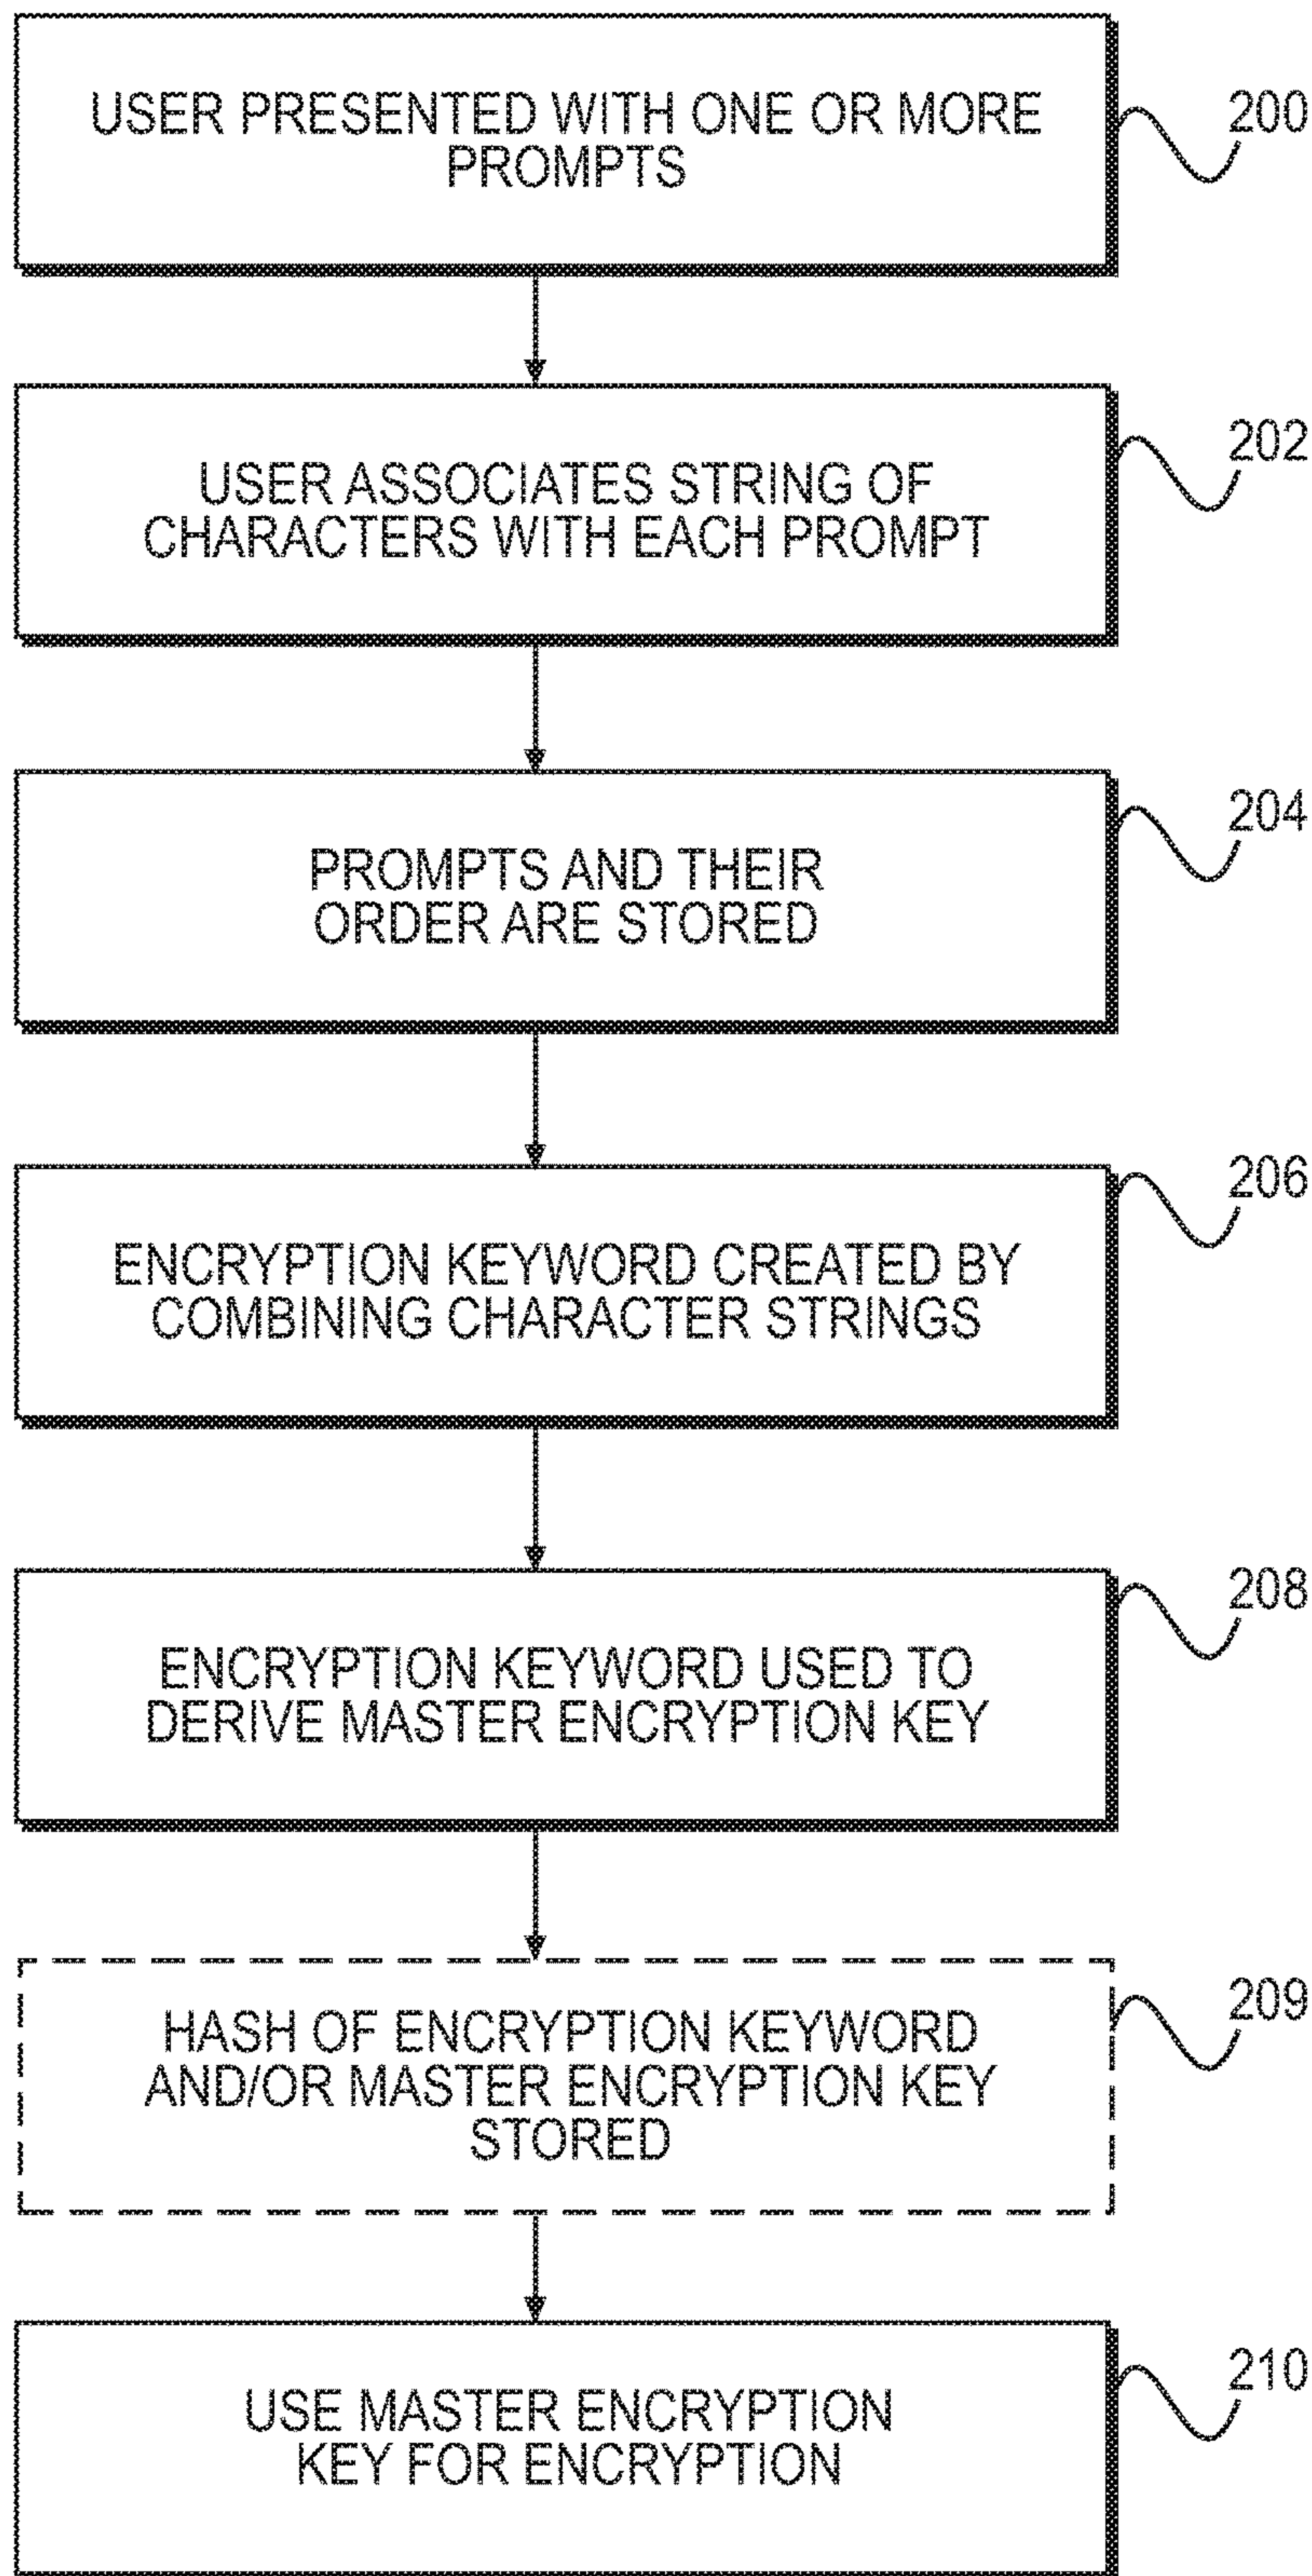 USER PRESENTED WITH ONE OR MORE
PROMPTS
200
USER ASSOCIATES STRING OF
CHARACTERS WITH EACH PROMPT
202
PROMPTS AND THEIR
ORDER ARE STORED
204
ENCRYPTION KEYWORD CREATED BY
COMBINING CHARACTER STRINGS
206
ENCRYPTION KEYWORD USED TO
DERIVE MASTER ENCRYPTION KEY
208
HASH OF ENCRYPTION KEYWORD
AND/OR MASTER ENCRYPTION KEY
STORED
209
USE MASTER ENCRYPTION
KEY FOR ENCRYPTION
210